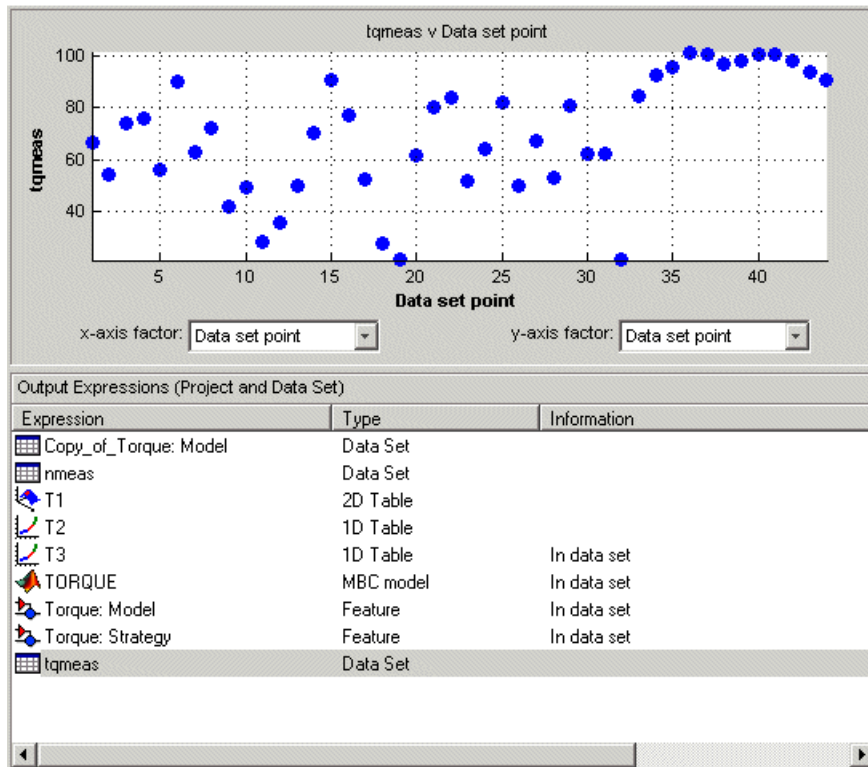 tqmeas v Data set point
100
80
60
40
tqmeas
5 10 15 20 25 30 35 40
Data set point
x-axis factor: Data set point y-axis factor: Data set point
Output Expressions (Project and Data Set)
Expression Type Information
Copy_of_Torque: Model Data Set
nmeas Data Set
T1 2D Table
T2 1D Table
T3 1D Table In data set
TORQUE MBC model In data set
Torque: Model Feature In data set
Torque: Strategy Feature In data set
tqmeas Data Set